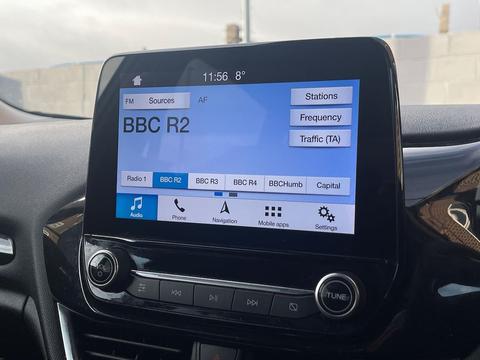 11:56 8°
FM Sources AF
Stations
BBC R2
Frequency
Traffic (TA)
Radio 1 BBC R2 BBC R3 BBC R4 BBCHumb Capital
Audio Phone Navigation Mobile apps Settings
TUNE